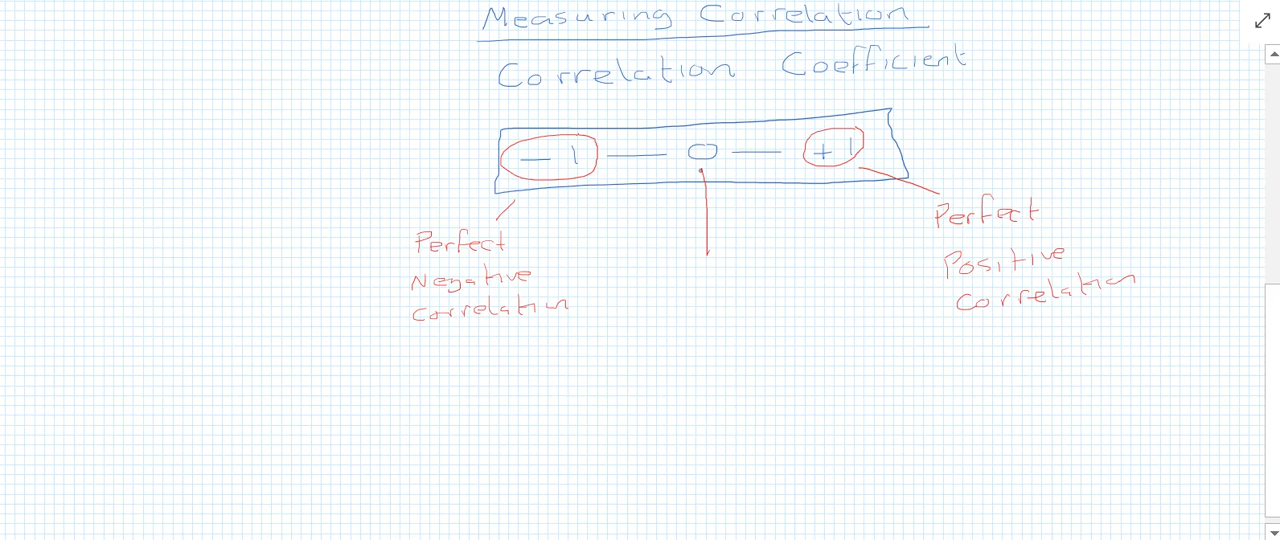 Measuring Correlation
Correlation Coefficient
- 1 — 0 — + 1
Perfect
Negative
Correlation
Perfect
Positive
Correlation